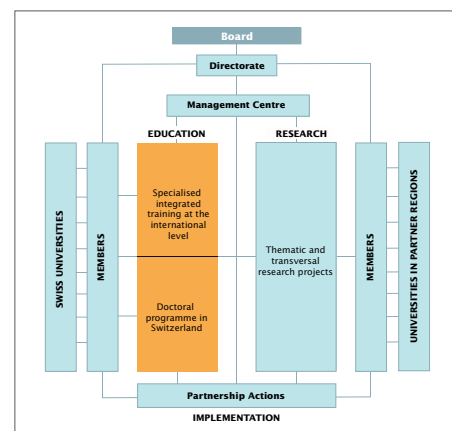 Board
Directorate
Management Centre
EDUCATION
RESEARCH
SWISS UNIVERSITIES
MEMBERS
Specialised
integrated
training at the
international
level
Doctoral
programme in
Switzerland
Thematic and
transversal
research projects
MEMBERS
UNIVERSITIES IN PARTNER REGIONS
Partnership Actions
IMPLEMENTATION